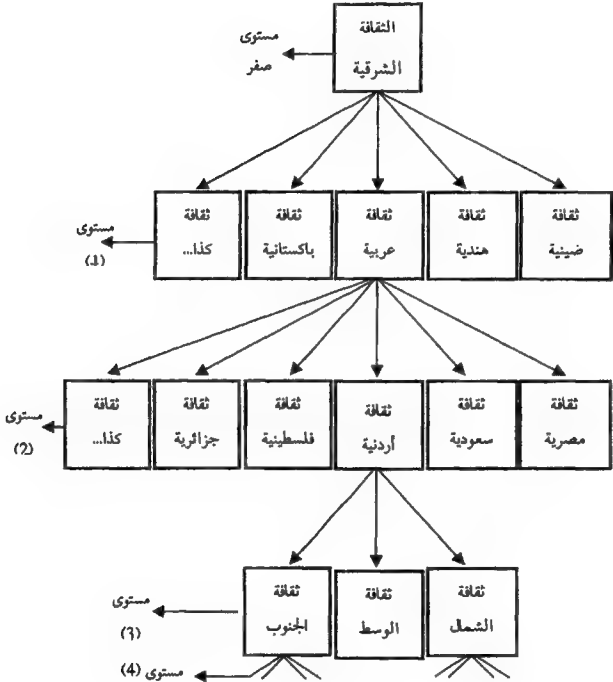 الثقافة
الشرقية
مستوى
صفر
ثقافة
ضينية
ثقافة
هندية
ثقافة
عربية
ثقافة
باكستانية
ثقافة
كذا...
مستوى
(1)
ثقافة
مصرية
ثقافة
سعودية
ثقافة
أردنية
ثقافة
فلسطينية
ثقافة
جزائرية
ثقافة
كذا...
مستوى
(2)
ثقافة
الشمال
ثقافة
الوسط
ثقافة
الجنوب
مستوى
(3)
مستوى (4)